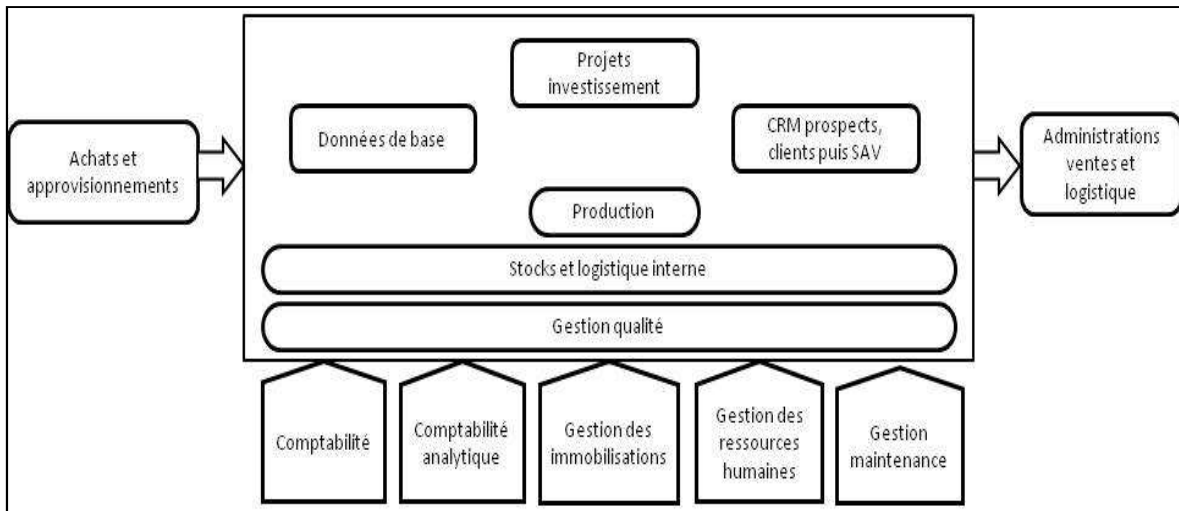 Projets
investissement
Données de base
CRM prospects,
clients puis SAV
Achats et
approvisionnements
Administrations
ventes et
logistique
Production
Stocks et logistique interne
Gestion qualité
Comptabilité
Comptabilité
analytique
Gestion des
immobilisations
Gestion des
ressources
humaines
Gestion
maintenance